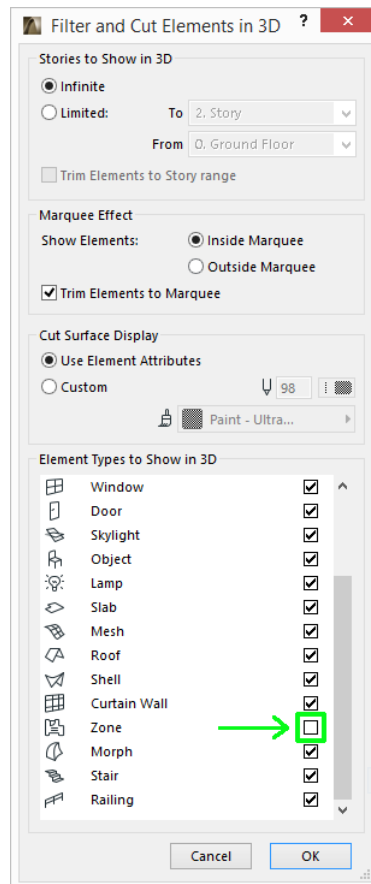 Filter and Cut Elements in 3D ? ×
Stories to Show in 3D
Infinite
Limited: To 2. Story
From 0. Ground Floor
Trim Elements to Story range
Marquee Effect
Show Elements: Inside Marquee
Outside Marquee
Trim Elements to Marquee
Cut Surface Display
Use Element Attributes
Custom 98
Paint - Ultra...
Element Types to Show in 3D
Window
Door
Skylight
Object
Lamp
Slab
Mesh
Roof
Shell
Curtain Wall
Zone
Morph
Stair
Railing
Cancel OK